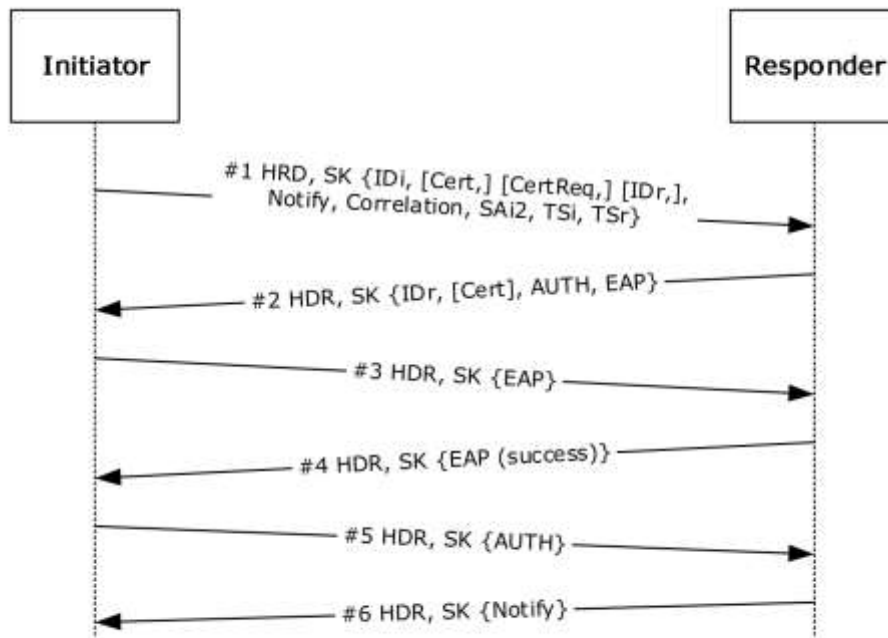 Initiator
Responder
#1 HRD, SK {IDi, [Cert,] [CertReq,] [IDr,],
Notify, Correlation, SAi2, TSi, TSr}
#2 HDR, SK {IDr, [Cert], AUTH, EAP}
#3 HDR, SK {EAP}
#4 HDR, SK {EAP (success)}
#5 HDR, SK {AUTH}
#6 HDR, SK {Notify}